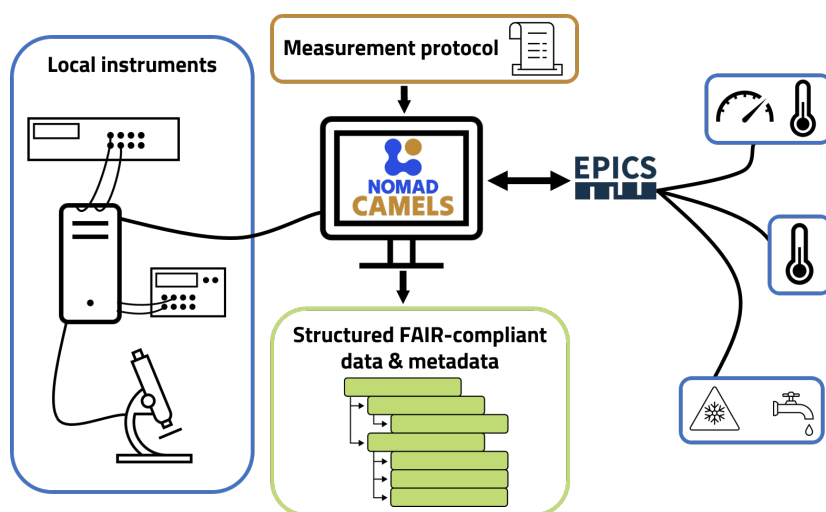 Measurement protocol
Local instruments
NOMAD
CAMELS
EPICS
Structured FAIR-compliant
data & metadata